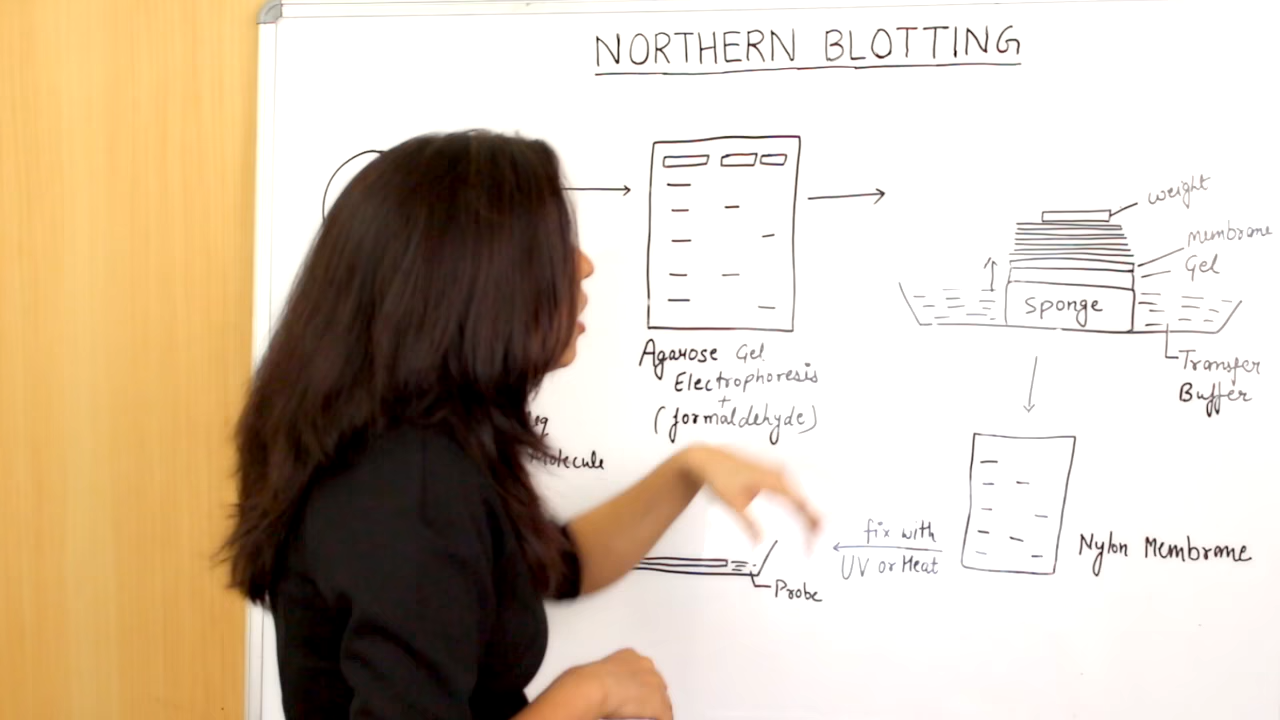 NORTHERN BLOTTING
weight
membrane
Gel
Sponge
Transfer
Buffer
Agarose Gel
Electrophoresis
+
(formaldehyde)
Molecule
fix with
UV or Heat
Nylon Membrane
Probe